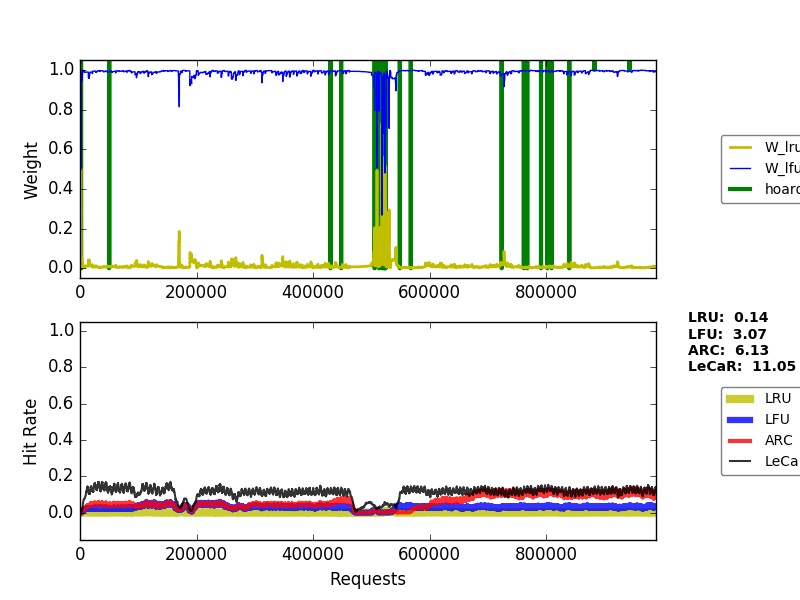 1.0
0.8
0.6
0.4
0.2
0.0
Weight
0 200000 400000 600000 800000
W_lru
W_lfu
hoard
LRU: 0.14
LFU: 3.07
ARC: 6.13
LeCaR: 11.05
1.0
0.8
0.6
0.4
0.2
0.0
Hit Rate
0 200000 400000 600000 800000
Requests
LRU
LFU
ARC
LeCa